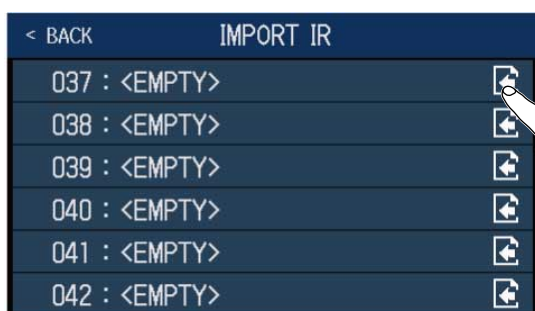 < BACK IMPORT IR
037 : <EMPTY>
038 : <EMPTY>
039 : <EMPTY>
040 : <EMPTY>
041 : <EMPTY>
042 : <EMPTY>